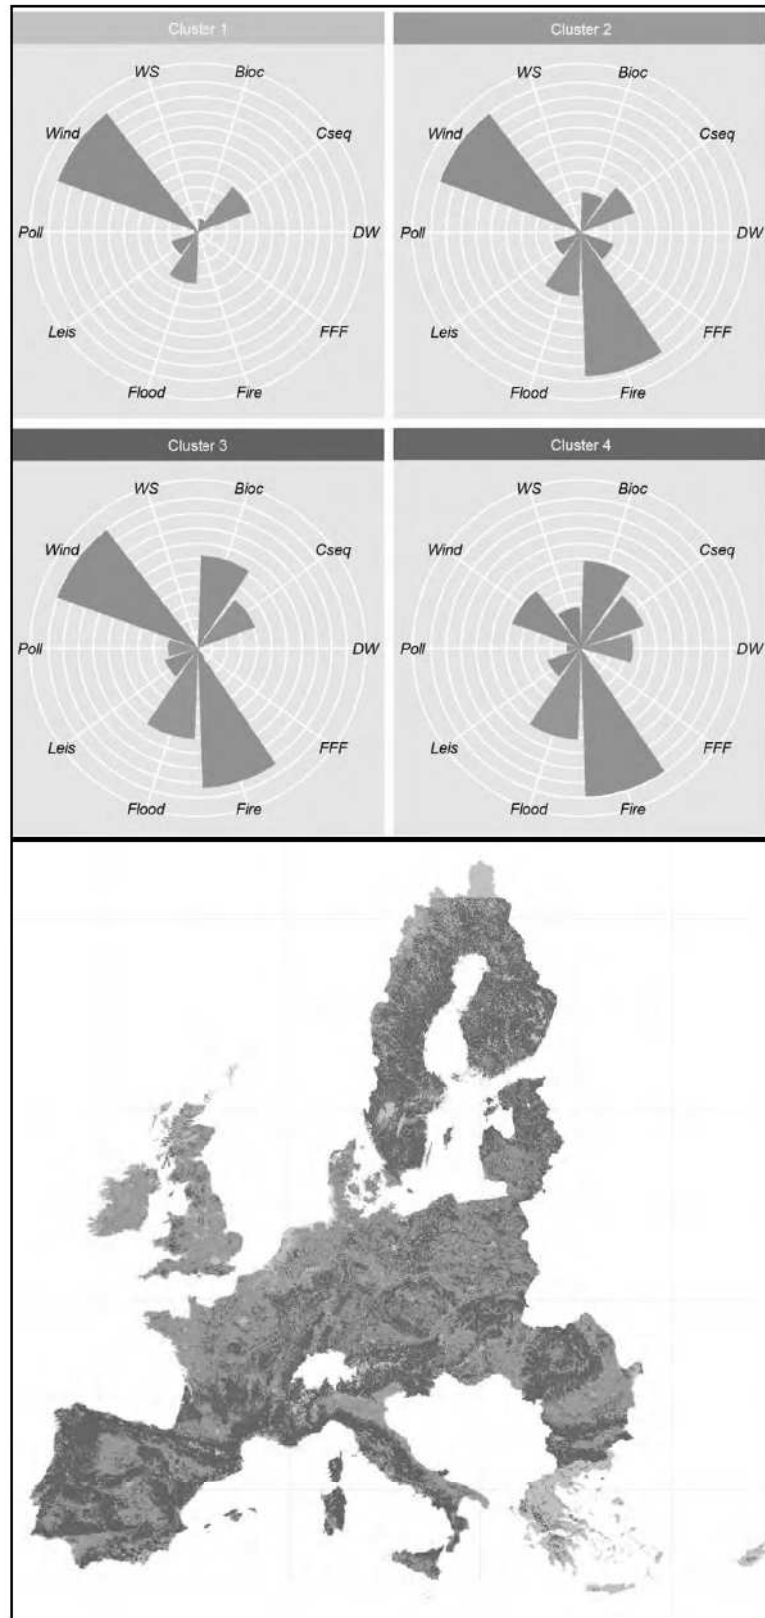 Cluster 1
Cluster 2
WS
Bioc
Wind
Cseq
Poll
DW
Leis
FFF
Flood
Fire
WS
Bioc
Wind
Cseq
Poll
DW
Leis
FFF
Flood
Fire
Cluster 3
Cluster 4
WS
Bioc
Wind
Cseq
Poll
DW
Leis
FFF
Flood
Fire
WS
Bioc
Wind
Cseq
Poll
DW
Leis
FFF
Flood
Fire